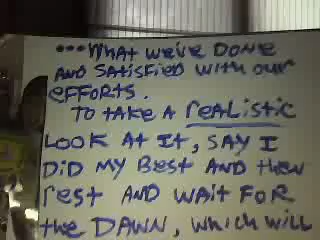 ...What we've Done
AND SATISFIED WITH OUR
EFFORTS.
To take A realistic
LOOK AT IT, SAY I
DID MY BEST AND then
rest AND WAIT FOR
the DAWN, which will